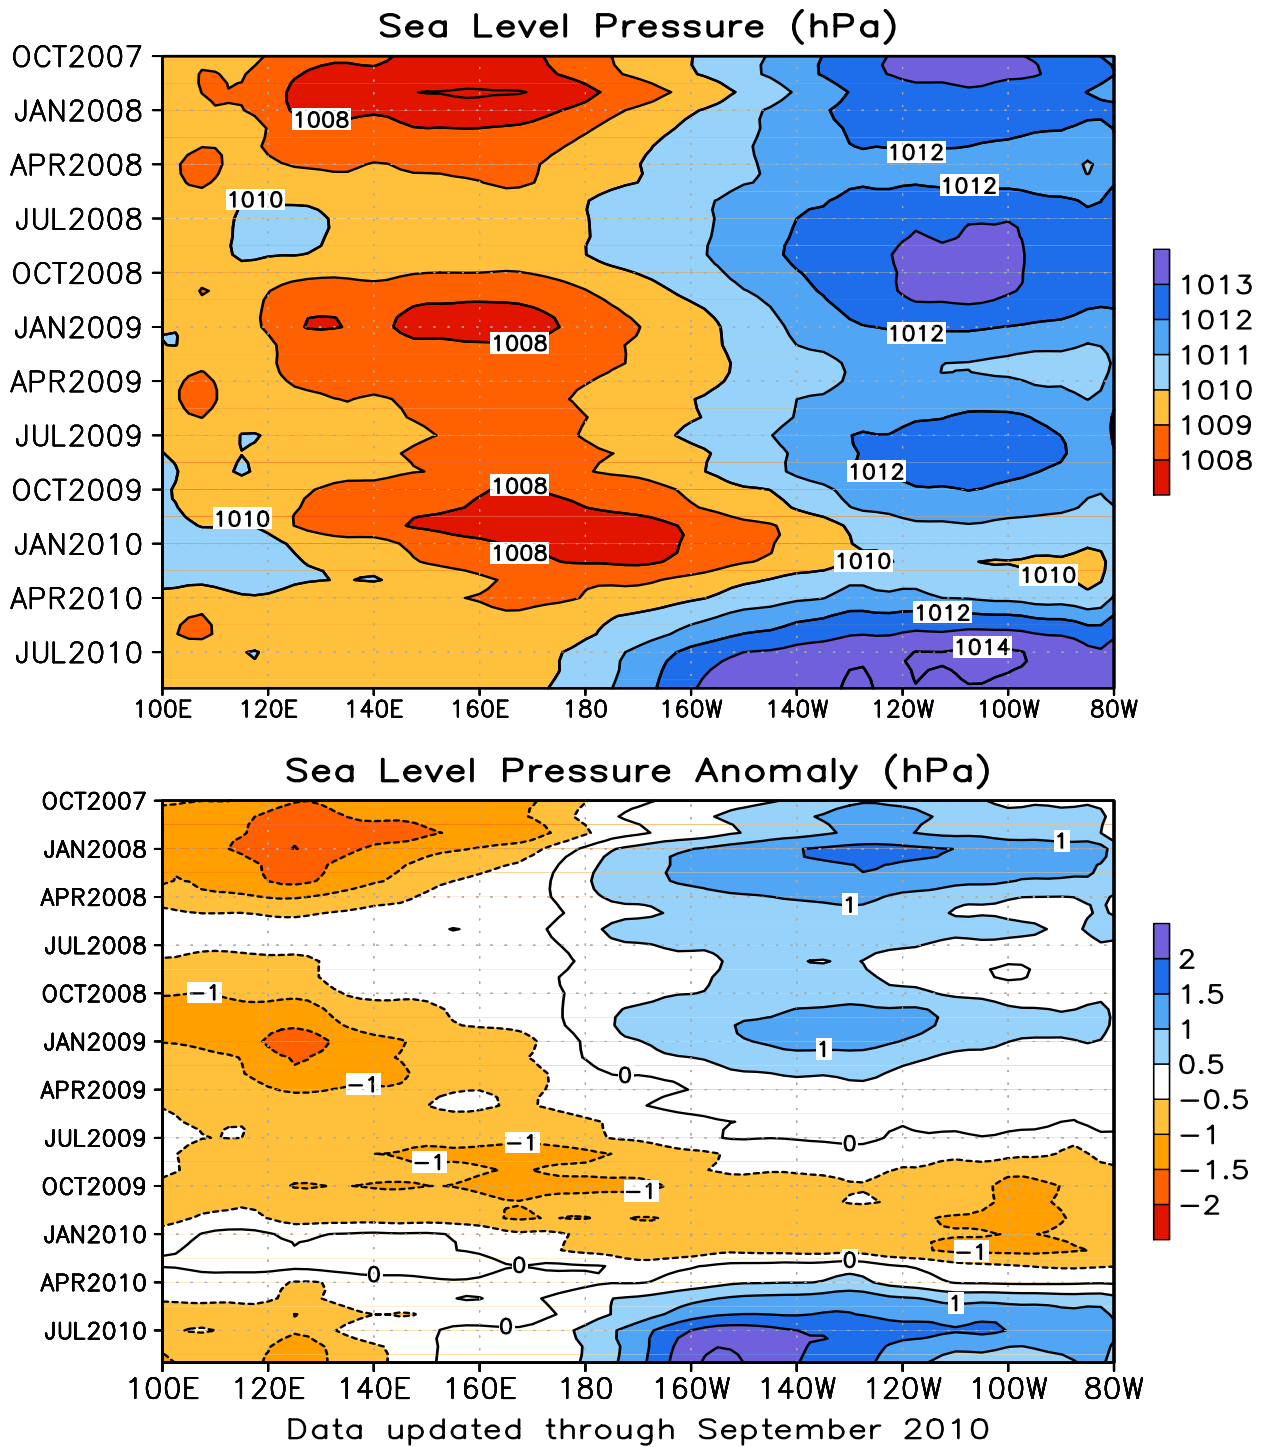 Sea Level Pressure (hPa)
OCT2007
JAN2008
1008
1012
APR2008
1012
1010
JUL2008
OCT2008
1013
1012
JAN2009
1012
1008
1011
APR2009
1010
1009
JUL2009
1008
1012
OCT2009
1008
1010
JAN2010
1008
1010
1010
APR2010
1012
JUL2010
1014
100E 120E 140E 160E 180 160W 140W 120W 100W 80W
Sea Level Pressure Anomaly (hPa)
OCT2007
JAN2008
1
APR2008
1
JUL2008
2
OCT2008
−1
1.5
1
JAN2009
1
0.5
0
APR2009
−1
−0.5
JUL2009
−1
0
−1
−1
−1.5
OCT2009
−1
−2
JAN2010
−1
0
0
APR2010
0
1
JUL2010
0
100E 120E 140E 160E 180 160W 140W 120W 100W 80W
Data updated through September 2010